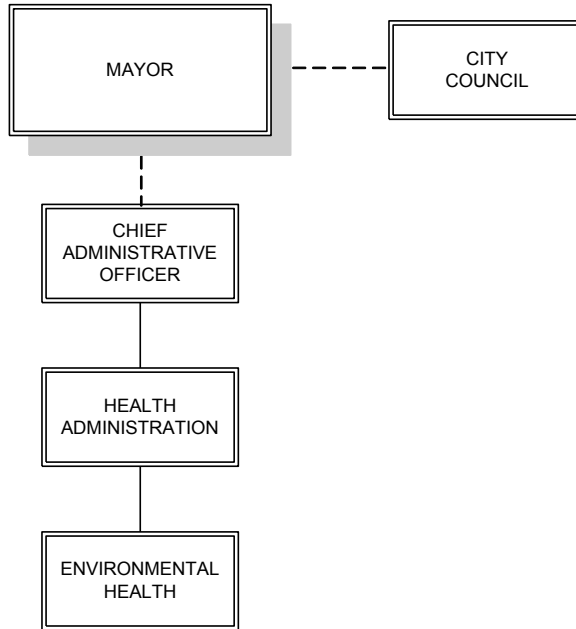 MAYOR
CITY
COUNCIL
CHIEF
ADMINISTRATIVE
OFFICER
HEALTH
ADMINISTRATION
ENVIRONMENTAL
HEALTH